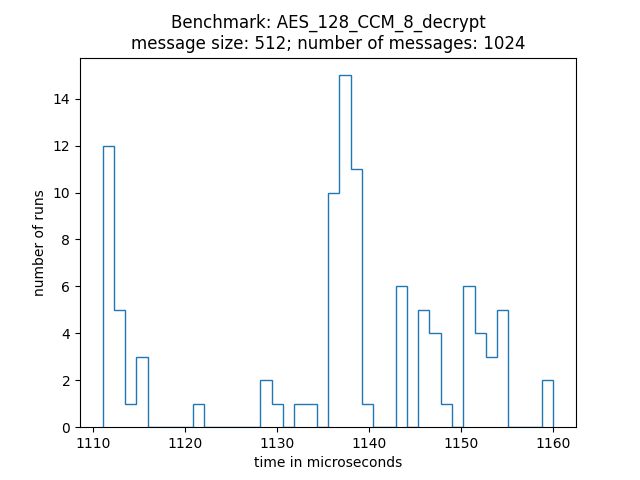 Benchmark: AES_128_CCM_8_decrypt
message size: 512; number of messages: 1024
number of runs
14
12
10
8
6
4
2
0
1110 1120 1130 1140 1150 1160
time in microseconds